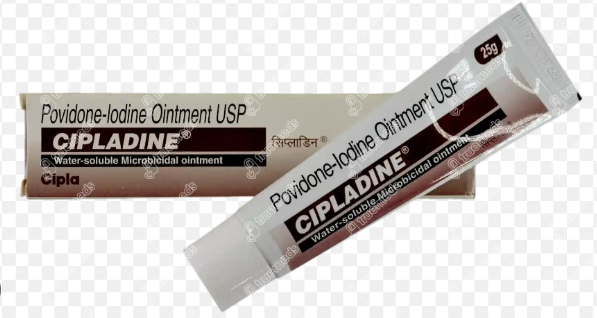 Povidone-Iodine Ointment USP
CIPLADINE®
सिप्लाडिन®
Water-soluble Microbicidal ointment
Cipla
25g
Povidone-Iodine Ointment USP
CIPLADINE®
Water-soluble Microbicidal ointment
truemeds